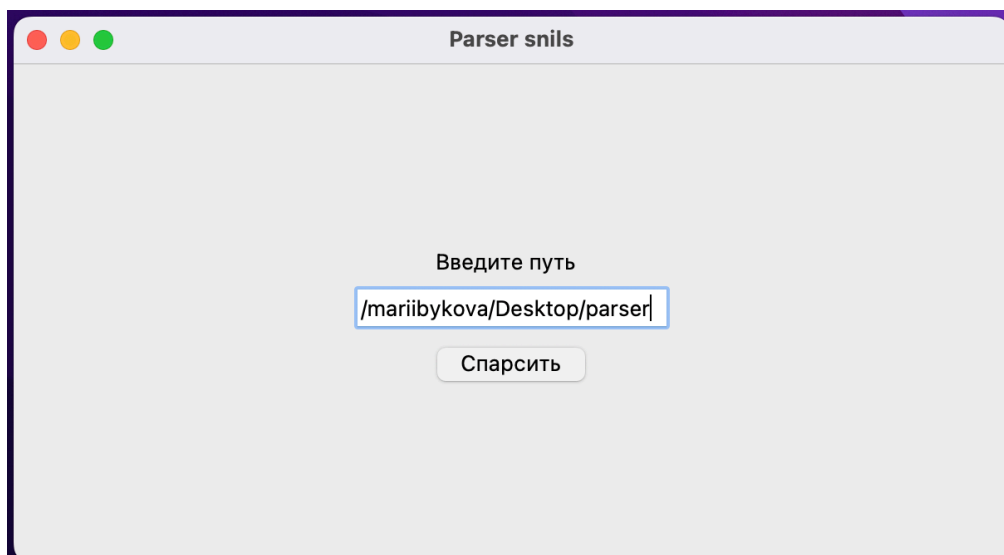 Parser snils
Введите путь
/mariibykova/Desktop/parser
Спарсить